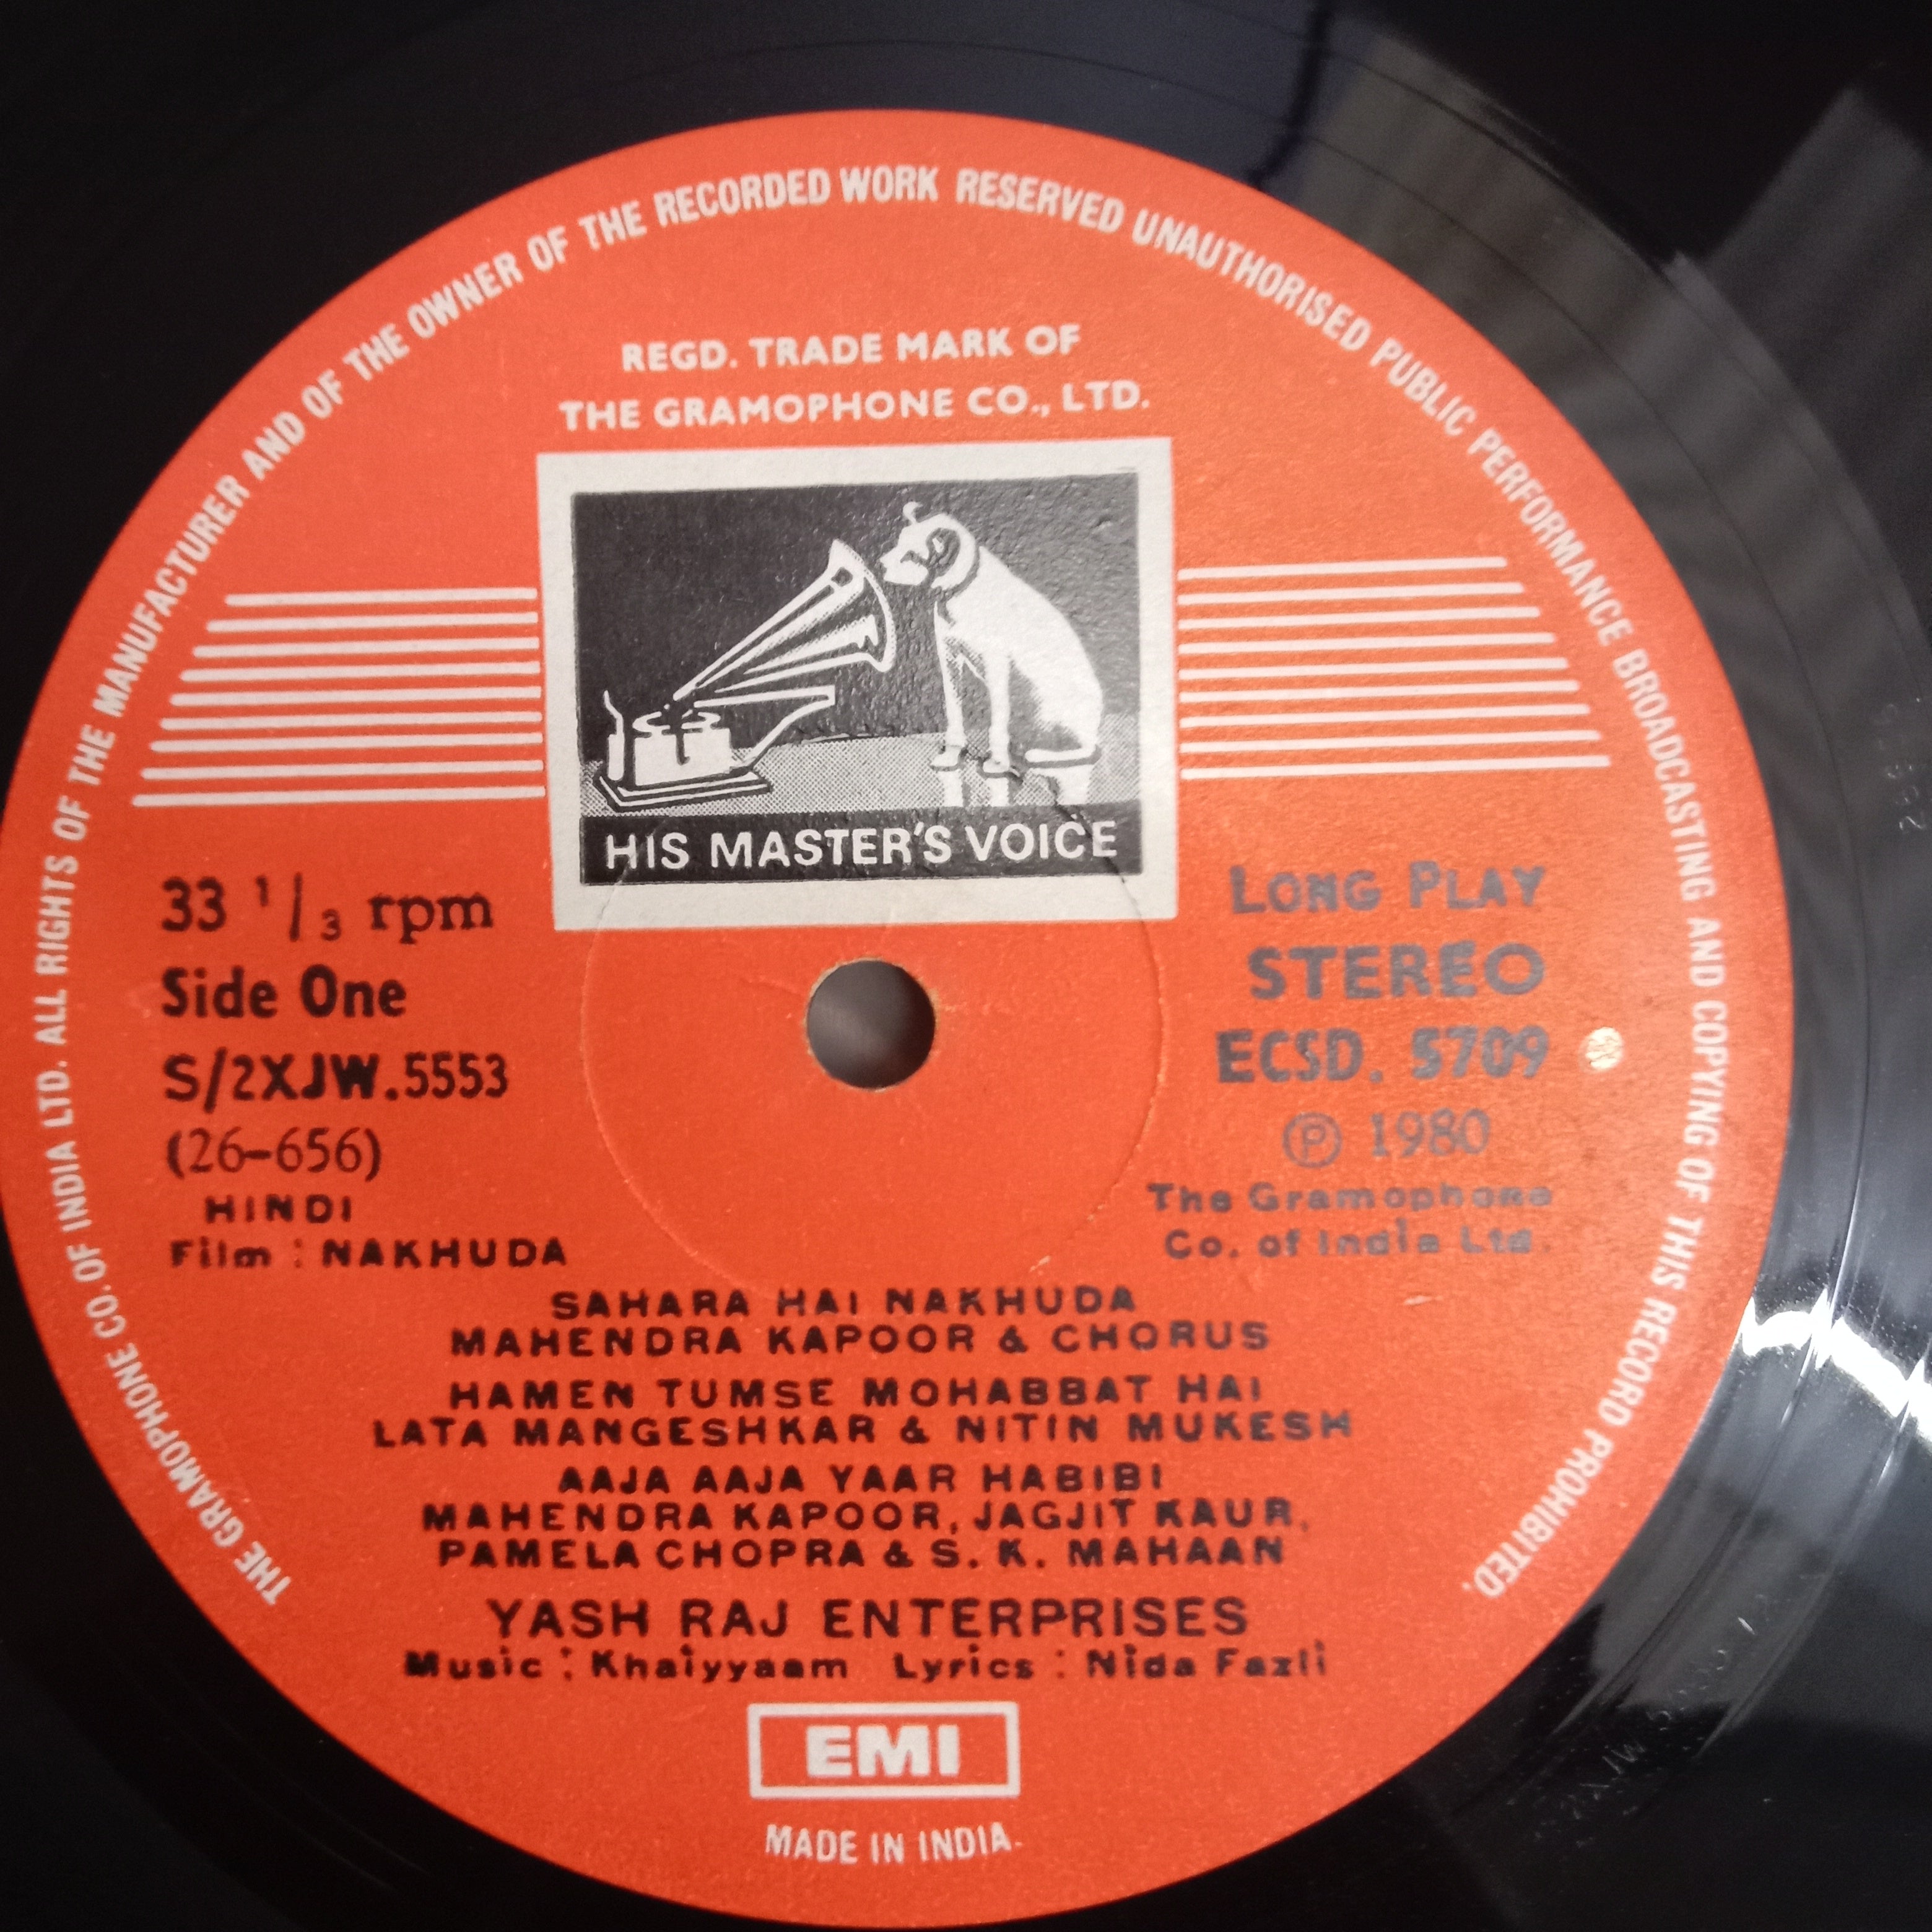 THE GRAMOPHONE CO. OF INDIA LTD. ALL RIGHTS OF THE MANUFACTURER AND OF THE OWNER OF THE RECORDED WORK RESERVED UNAUTHORISED PUBLIC PERFORMANCE BROADCASTING AND COPYING OF THIS RECORD PROHIBITED.
REGD. TRADE MARK OF
THE GRAMOPHONE CO., LTD.
HIS MASTER'S VOICE
33 1/3 rpm
Side One
S/2XJW.5553
(26-656)
HINDI
Film : NAKHUDA
LONG PLAY
STEREO
ECSD. 5709
Ⓟ 1980
The Gramophone
Co. of India Ltd.
SAHARA HAI NAKHUDA
MAHENDRA KAPOOR & CHORUS
HAMEN TUMSE MOHABBAT HAI
LATA MANGESHKAR & NITIN MUKESH
AAJA AAJA YAAR HABIBI
MAHENDRA KAPOOR, JAGJIT KAUR,
PAMELA CHOPRA & S. K. MAHAAN
YASH RAJ ENTERPRISES
Music : Khaiyyaam Lyrics : Nida Fazli
EMI
MADE IN INDIA.